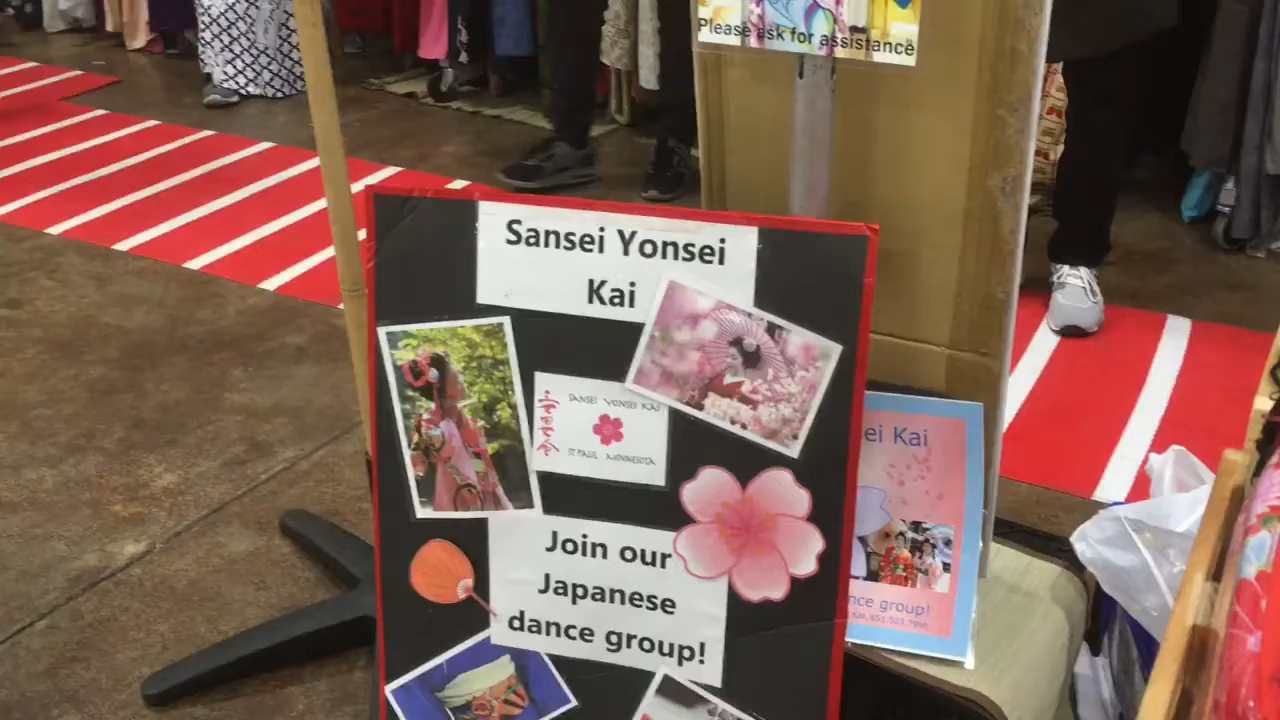 Please ask for assistance
Sansei Yonsei
Kai
SANSEI YONSEI KAI
ST PAUL MINNESOTA
Join our
Japanese
dance group!
ei Kai
nce group!